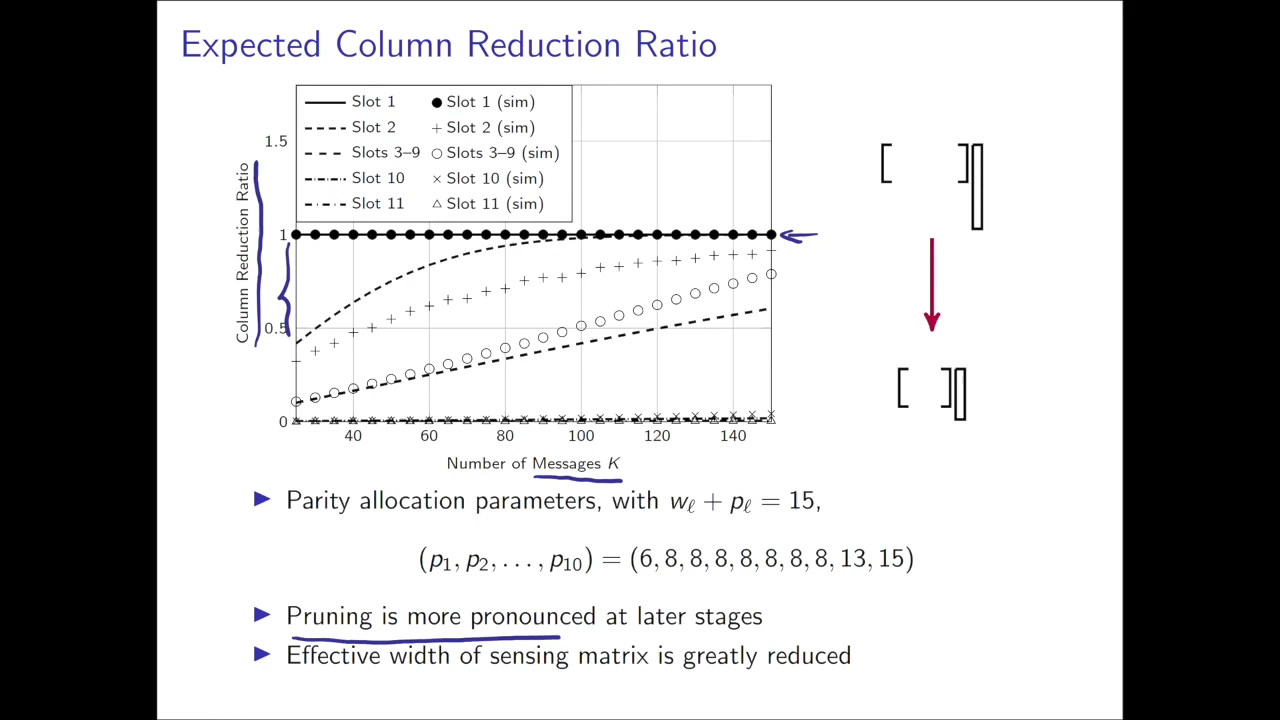 Expected Column Reduction Ratio
Slot 1 Slot 1 (sim)
Slot 2 Slot 2 (sim)
Slots 3–9 Slots 3–9 (sim)
Slot 10 Slot 10 (sim)
Slot 11 Slot 11 (sim)
1.5
1
0.5
0
Column Reduction Ratio
40 60 80 100 120 140
Number of Messages K
Parity allocation parameters, with wℓ + pℓ = 15,
(p₁, p₂, . . . , p₁₀) = (6, 8, 8, 8, 8, 8, 8, 8, 13, 15)
Pruning is more pronounced at later stages
Effective width of sensing matrix is greatly reduced